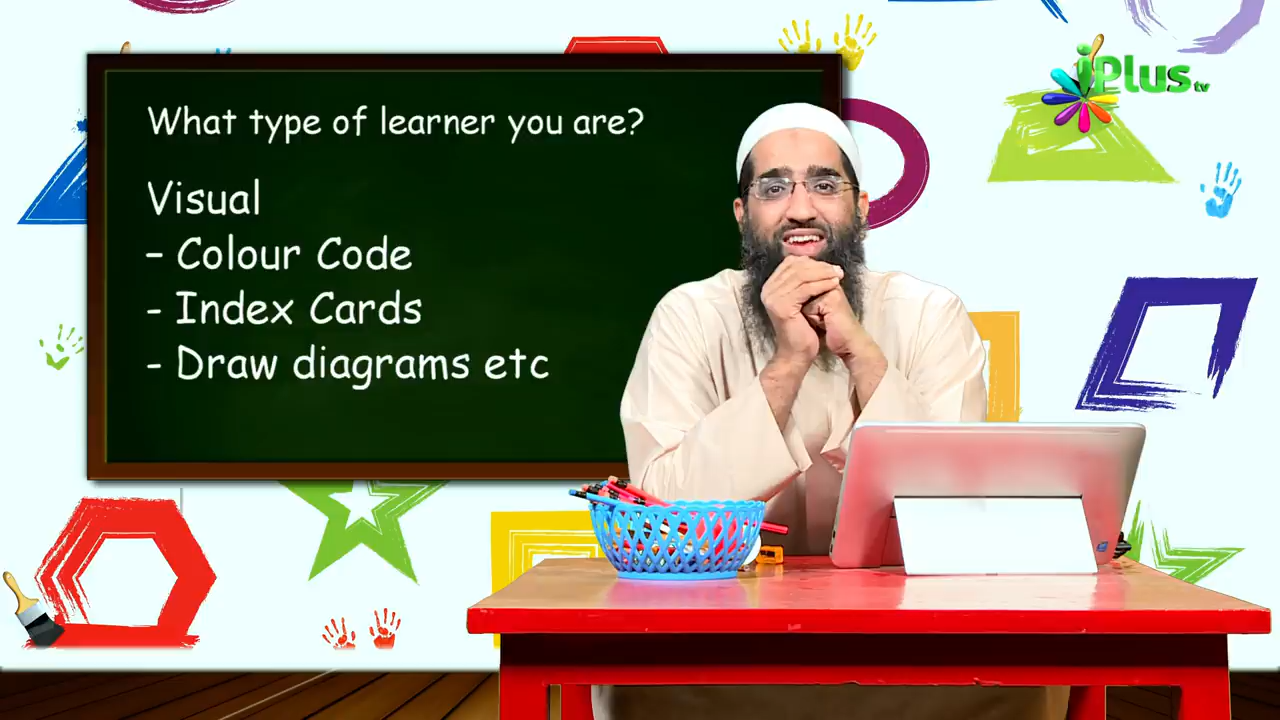 What type of learner you are?
Visual
- Colour Code
- Index Cards
- Draw diagrams etc
iPlus tv